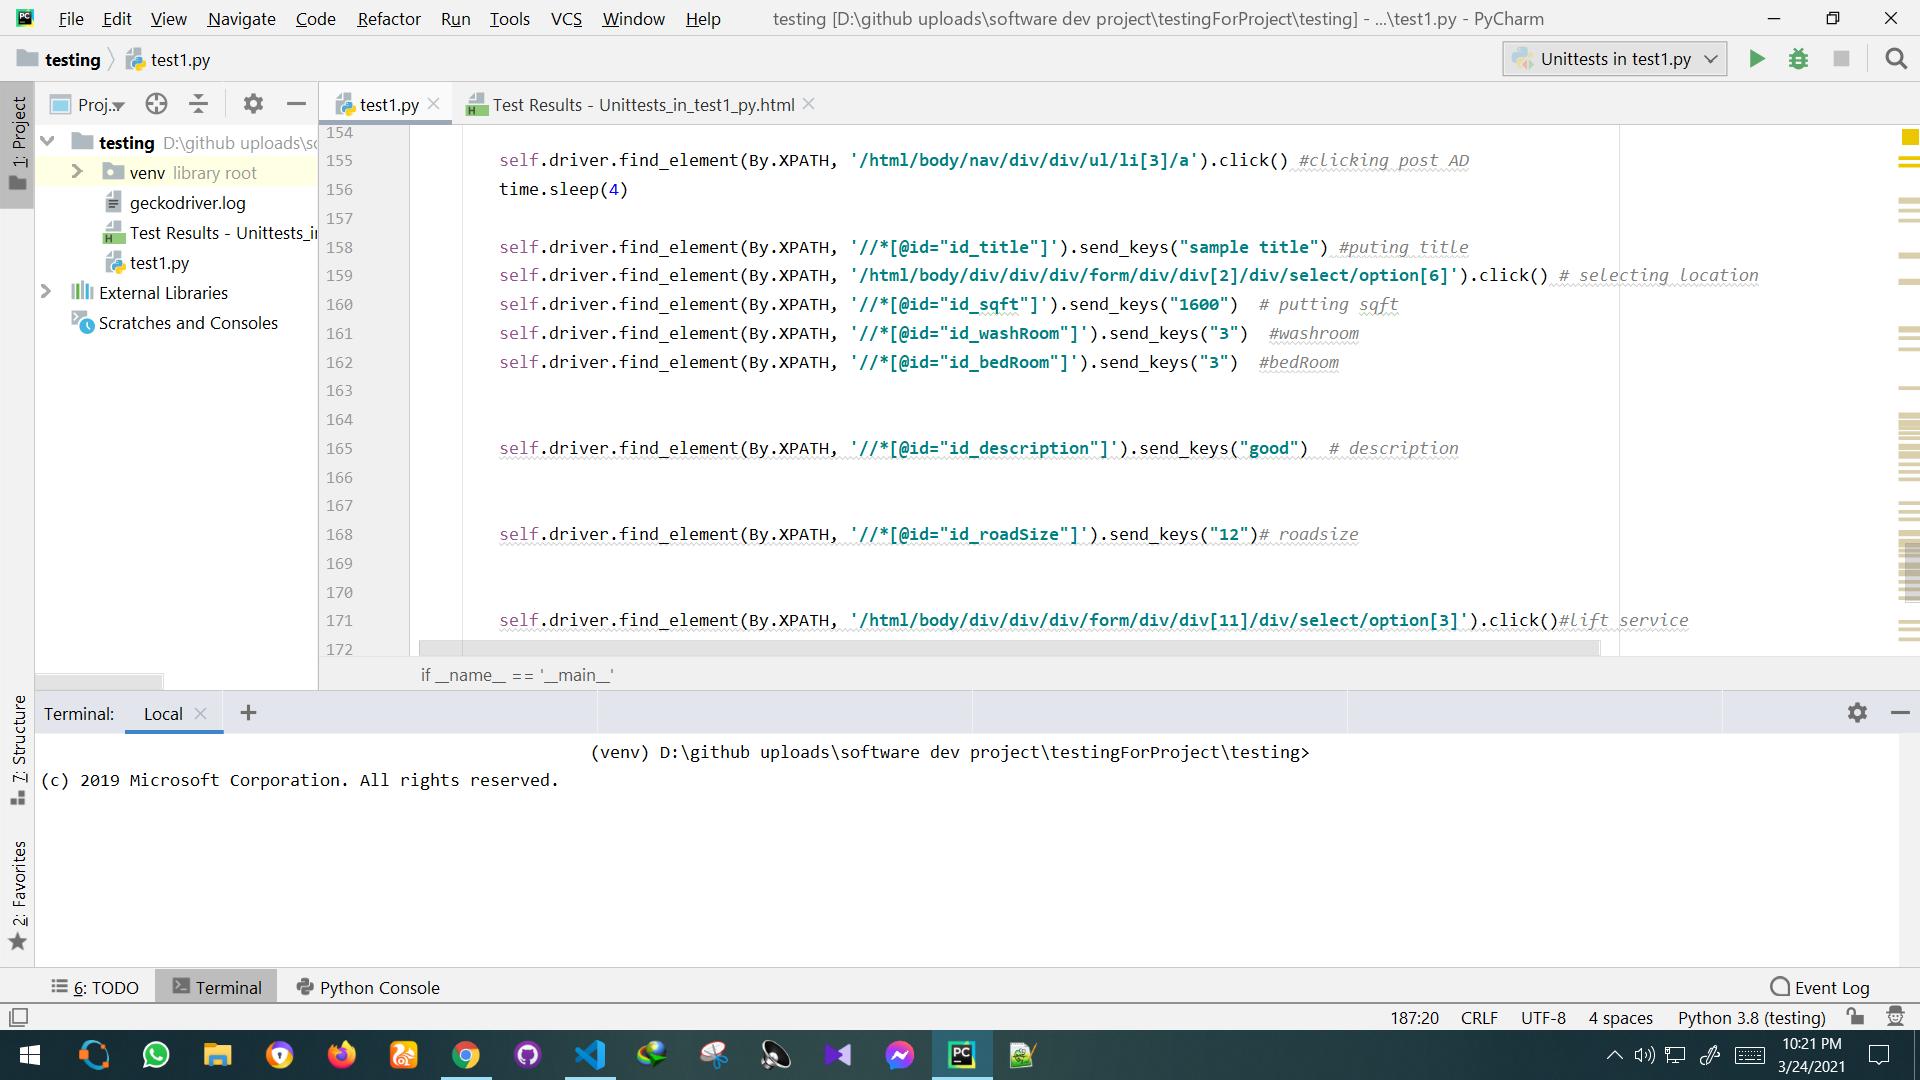 File Edit View Navigate Code Refactor Run Tools VCS Window Help testing [D:\github uploads\software dev project\testingForProject\testing] - ...\test1.py - PyCharm
testing test1.py Unittests in test1.py
1: Project
Proj..
test1.py Test Results - Unittests_in_test1_py.html
testing D:\github uploads\so
venv library root
geckodriver.log
Test Results - Unittests_in
test1.py
External Libraries
Scratches and Consoles
154
155 self.driver.find_element(By.XPATH, '/html/body/nav/div/div/ul/li[3]/a').click() #clicking post AD
156 time.sleep(4)
157
158 self.driver.find_element(By.XPATH, '//*[@id="id_title"]').send_keys("sample title") #puting title
159 self.driver.find_element(By.XPATH, '/html/body/div/div/div/form/div/div[2]/div/select/option[6]').click() # selecting location
160 self.driver.find_element(By.XPATH, '//*[@id="id_sqft"]').send_keys("1600") # putting sqft
161 self.driver.find_element(By.XPATH, '//*[@id="id_washRoom"]').send_keys("3") #washroom
162 self.driver.find_element(By.XPATH, '//*[@id="id_bedRoom"]').send_keys("3") #bedRoom
163
164
165 self.driver.find_element(By.XPATH, '//*[@id="id_description"]').send_keys("good") # description
166
167
168 self.driver.find_element(By.XPATH, '//*[@id="id_roadSize"]').send_keys("12")# roadsize
169
170
171 self.driver.find_element(By.XPATH, '/html/body/div/div/div/form/div/div[11]/div/select/option[3]').click()#lift service
172
if __name__ == '__main__'
7: Structure
2: Favorites
Terminal: Local
(venv) D:\github uploads\software dev project\testingForProject\testing>
(c) 2019 Microsoft Corporation. All rights reserved.
6: TODO Terminal Python Console Event Log
187:20 CRLF UTF-8 4 spaces Python 3.8 (testing)
10:21 PM
3/24/2021